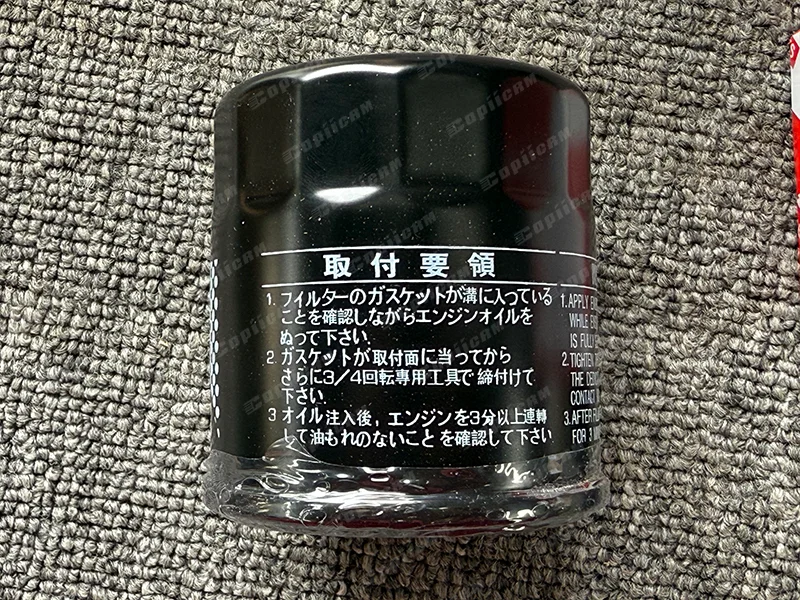 取付要領
1. フィルターのガスケットが溝に入っている
ことを確認しながらエンジンオイルを
ぬって下さい.
2. ガスケットが取付面に当ってから
さらに3/4回転専用工具で締付けて
下さい.
3 オイル注入後, エンジンを3分以上連轉
して油もれのないことを確認して下さい
1. APPLY
WHILE
IS FULLY
2. TIGHTEN
THE
CONTACT
3. AFTER
FOR 3
Copiicam